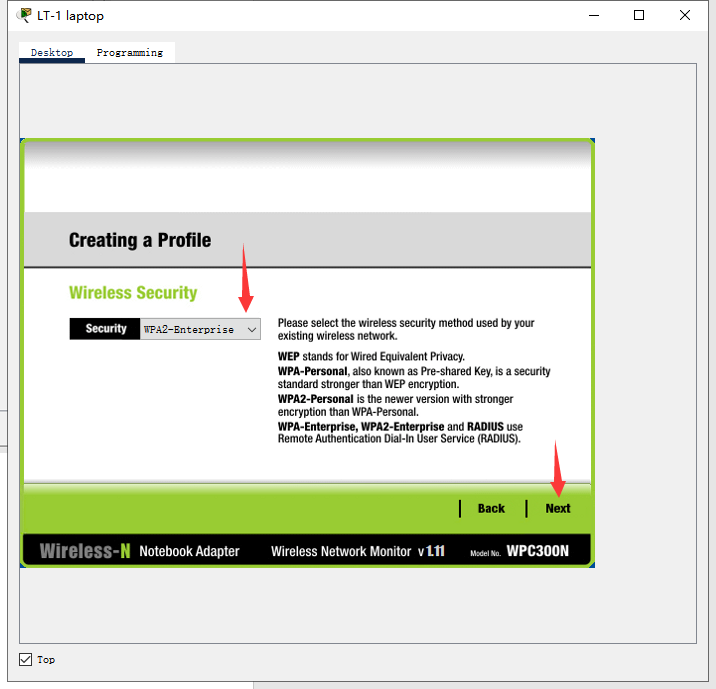 LT-1 laptop
Desktop Programming
Creating a Profile
Wireless Security
Security WPA2-Enterprise
Please select the wireless security method used by your
existing wireless network.
WEP stands for Wired Equivalent Privacy.
WPA-Personal, also known as Pre-shared Key, is a security
standard stronger than WEP encryption.
WPA2-Personal is the newer version with stronger
encryption than WPA-Personal.
WPA-Enterprise, WPA2-Enterprise and RADIUS use
Remote Authentication Dial-In User Service (RADIUS).
Back Next
Wireless-N Notebook Adapter Wireless Network Monitor v 1.11 Model No. WPC300N
Top